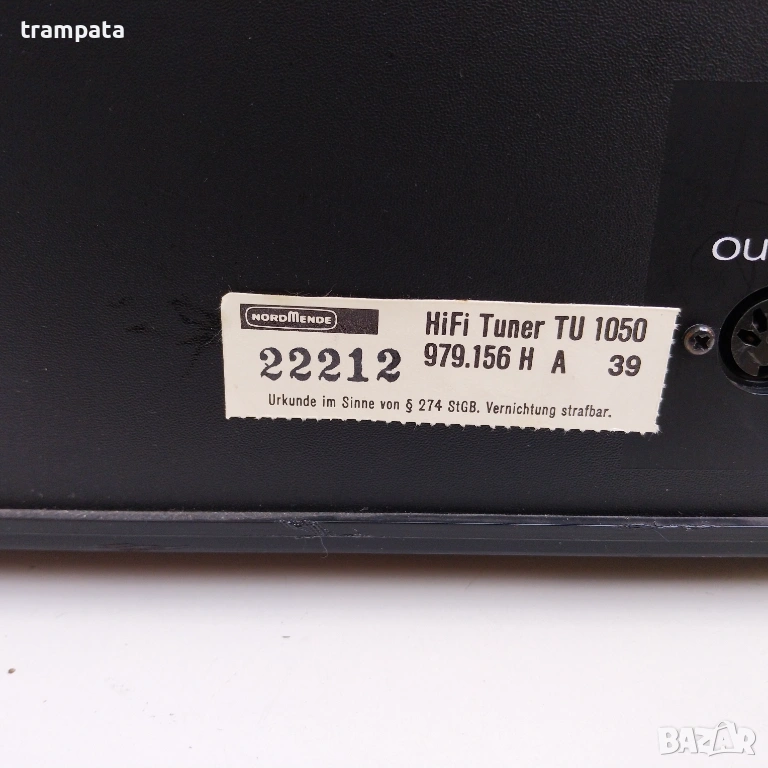 trampata
ou
NORDMENDE
HiFi Tuner TU 1050
22212
979.156 H A 39
Urkunde im Sinne von § 274 StGB. Vernichtung strafbar.
BAZAR